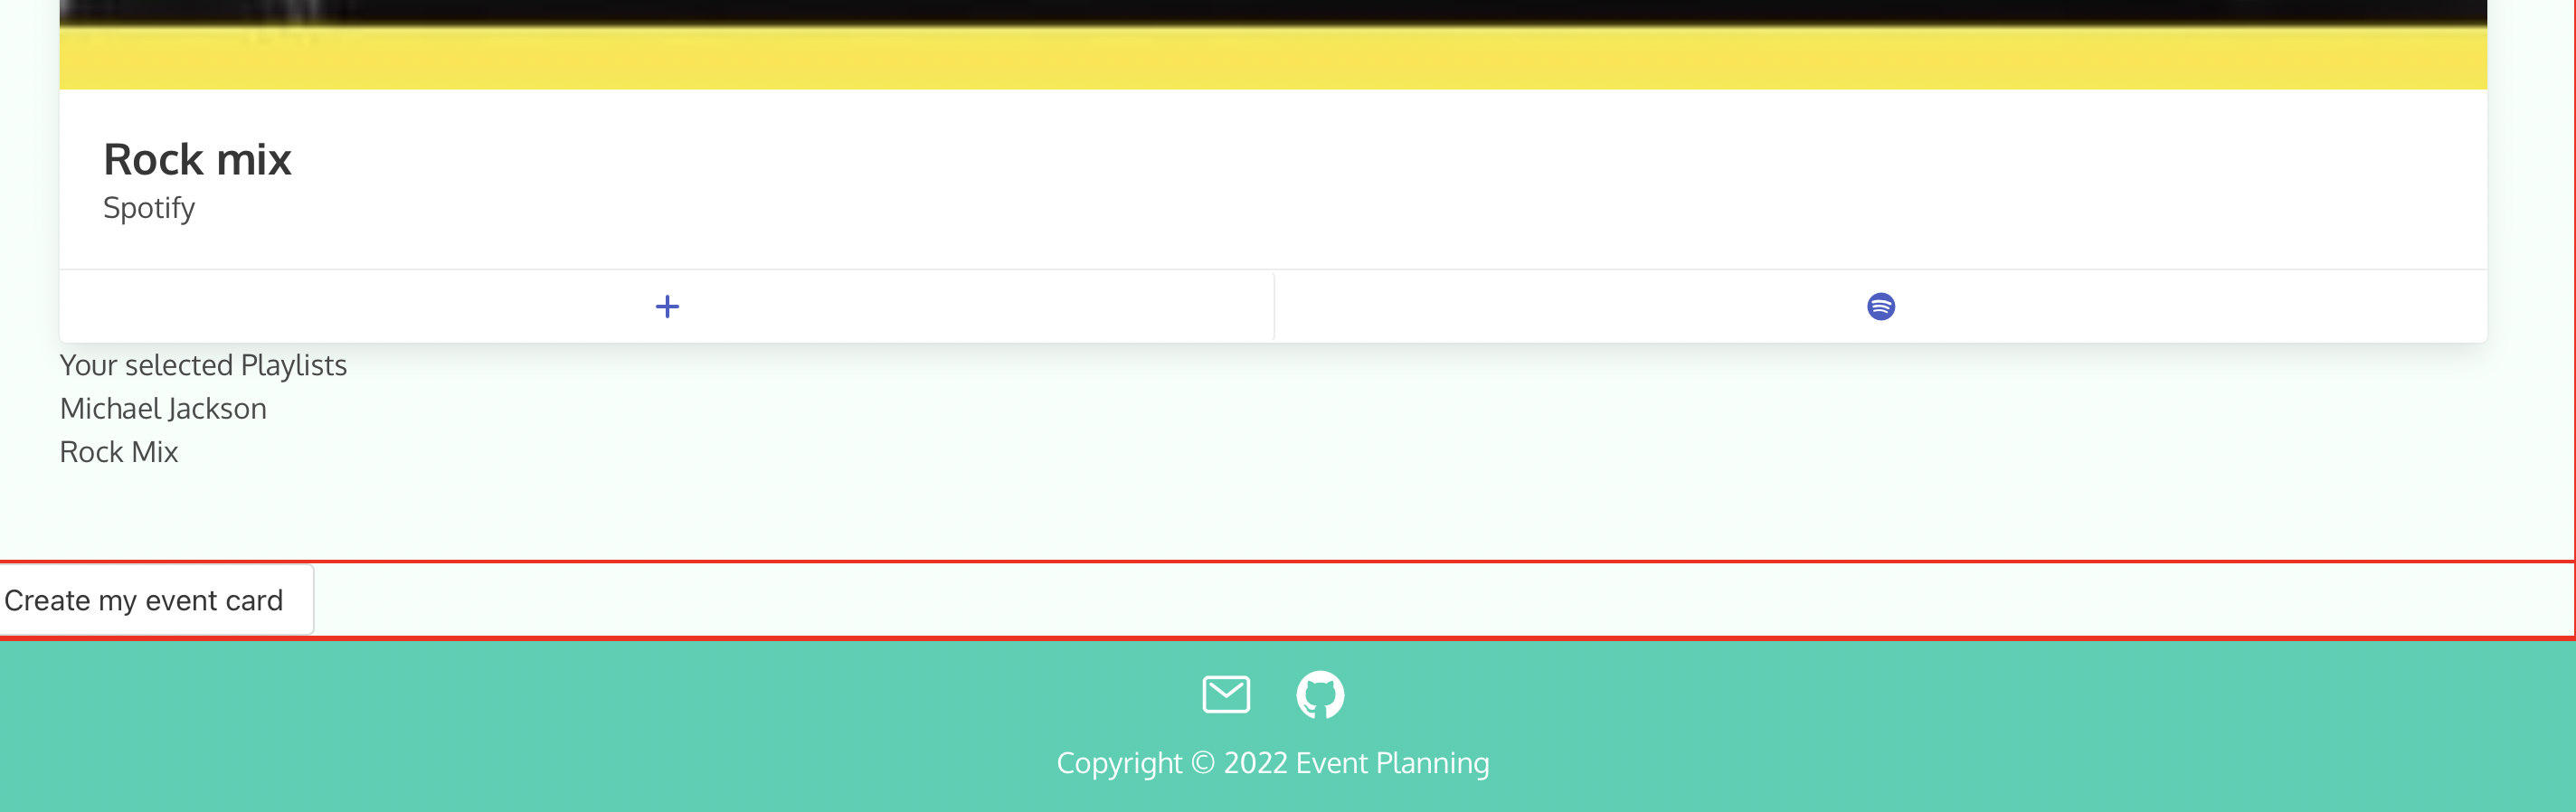 Rock mix
Spotify
Your selected Playlists
Michael Jackson
Rock Mix
Create my event card
Copyright © 2022 Event Planning